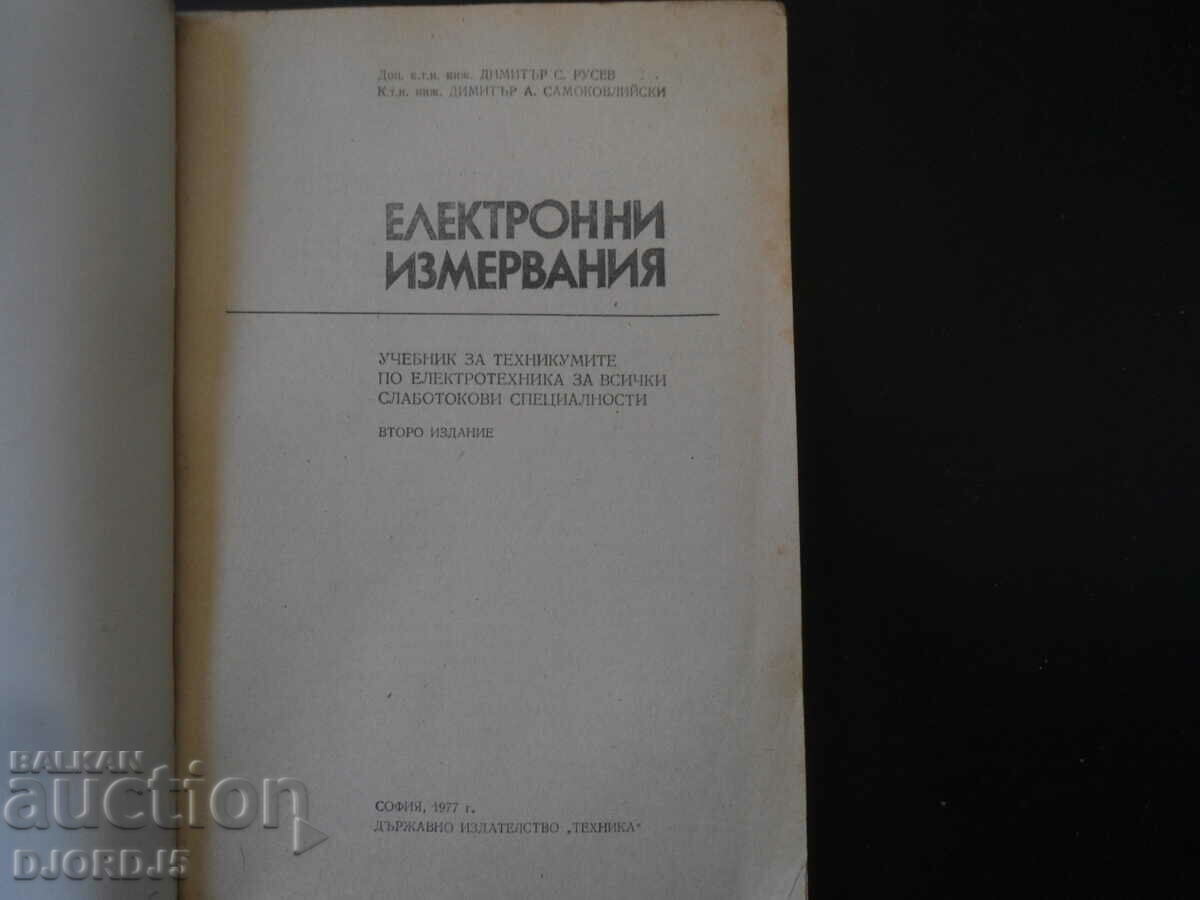 Доц. к.т.н. инж. ДИМИТЪР С. РУСЕВ
К.т.н. инж. ДИМИТЪР А. САМОКОВЛИЙСКИ
ЕЛЕКТРОННИ
ИЗМЕРВАНИЯ
УЧЕБНИК ЗА ТЕХНИКУМИТЕ
ПО ЕЛЕКТРОТЕХНИКА ЗА ВСИЧКИ
СЛАБОТОКОВИ СПЕЦИАЛНОСТИ
ВТОРО ИЗДАНИЕ
СОФИЯ, 1977 г.
ДЪРЖАВНО ИЗДАТЕЛСТВО „ТЕХНИКА“
BALKAN
auction
DJORDJ5